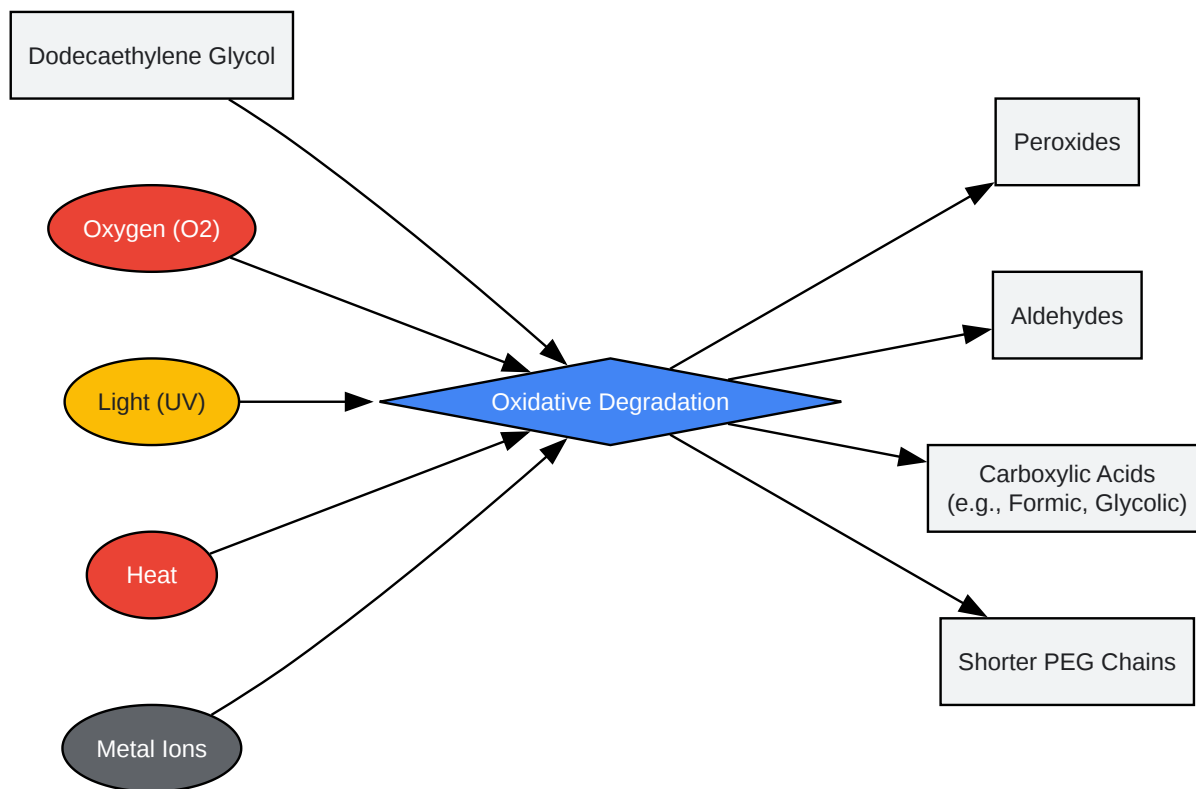 Dodecaethylene Glycol
Oxygen (O2)
Light (UV)
Heat
Metal Ions
Oxidative Degradation
Peroxides
Aldehydes
Carboxylic Acids
(e.g., Formic, Glycolic)
Shorter PEG Chains